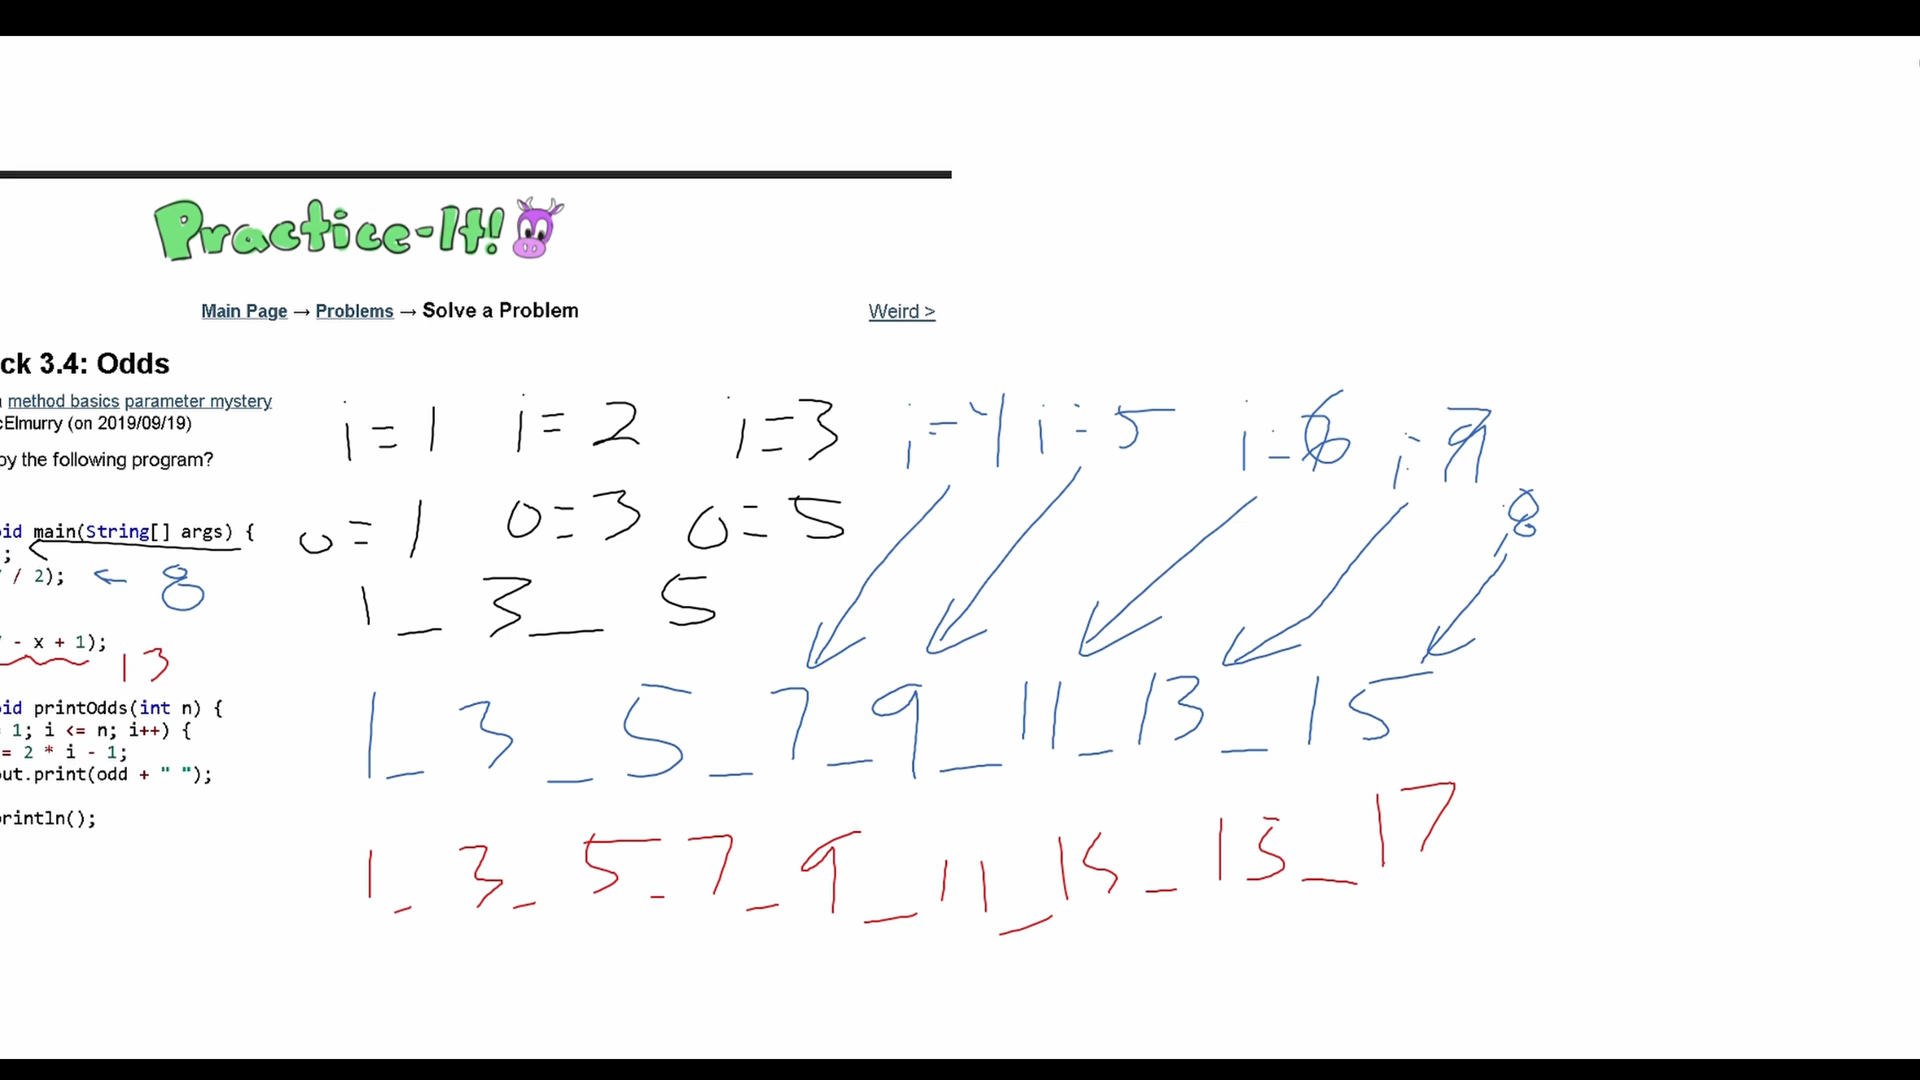 Practice-It!
Main Page → Problems → Solve a Problem Weird >
ck 3.4: Odds
method basics parameter mystery
cElmurry (on 2019/09/19)
by the following program?
i=1 i=2 i=3 i=4 i=5 i=6 i=7
8
o=1 o=3 o=5
id main(String[] args) {
;
/ 2); ← 8
1_3_5
- x + 1);
13
id printOdds(int n) {
= 1; i <= n; i++) {
= 2 * i - 1;
ut.print(odd + " ");
rintln();
1_3_5_7_9_11_13_15
1_3_5_7_9_11_15_13_17